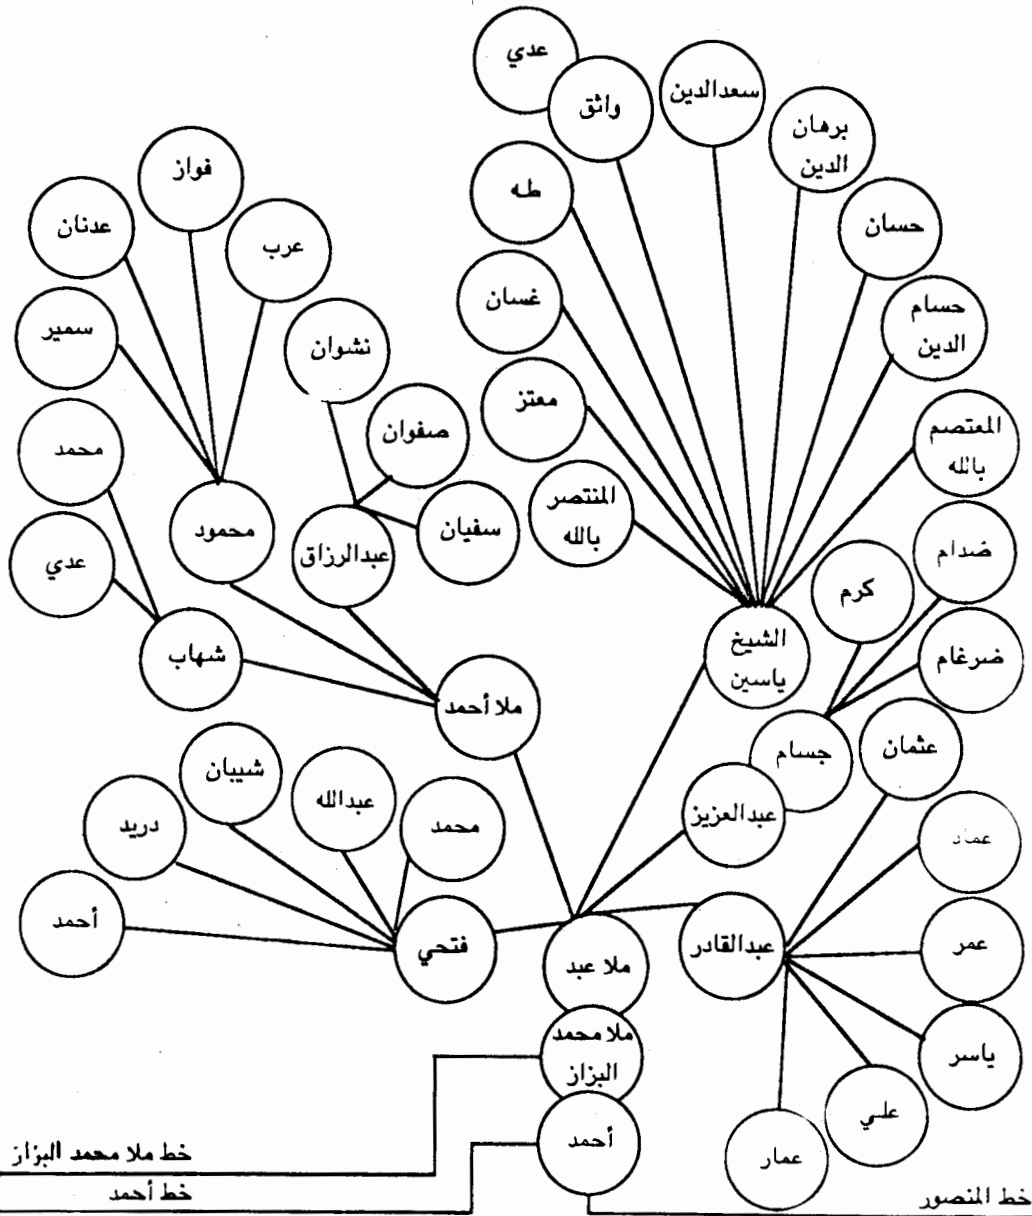 عدي
واثق
سعدالدين
برهان
الدين
فواز
طه
حسان
عدنان
عرب
غسان
حسام
الدين
سمير
نشوان
معتز
المعتصم
بالله
محمد
صفوان
المنتصر
بالله
محمود
عبدالرزاق
سفيان
ضدام
عدي
كرم
شهاب
الشيخ
ياسين
ضرغام
ملا أحمد
جسام
عثمان
شيبان
عبدالله
عبدالعزيز
دريد
محمد
عماد
أحمد
فتحي
ملا عبد
عبدالقادر
عمر
ملا محمد
البزاز
ياسر
أحمد
علي
عمار
خط ملا محمد البزاز
خط أحمد
خط المنصور